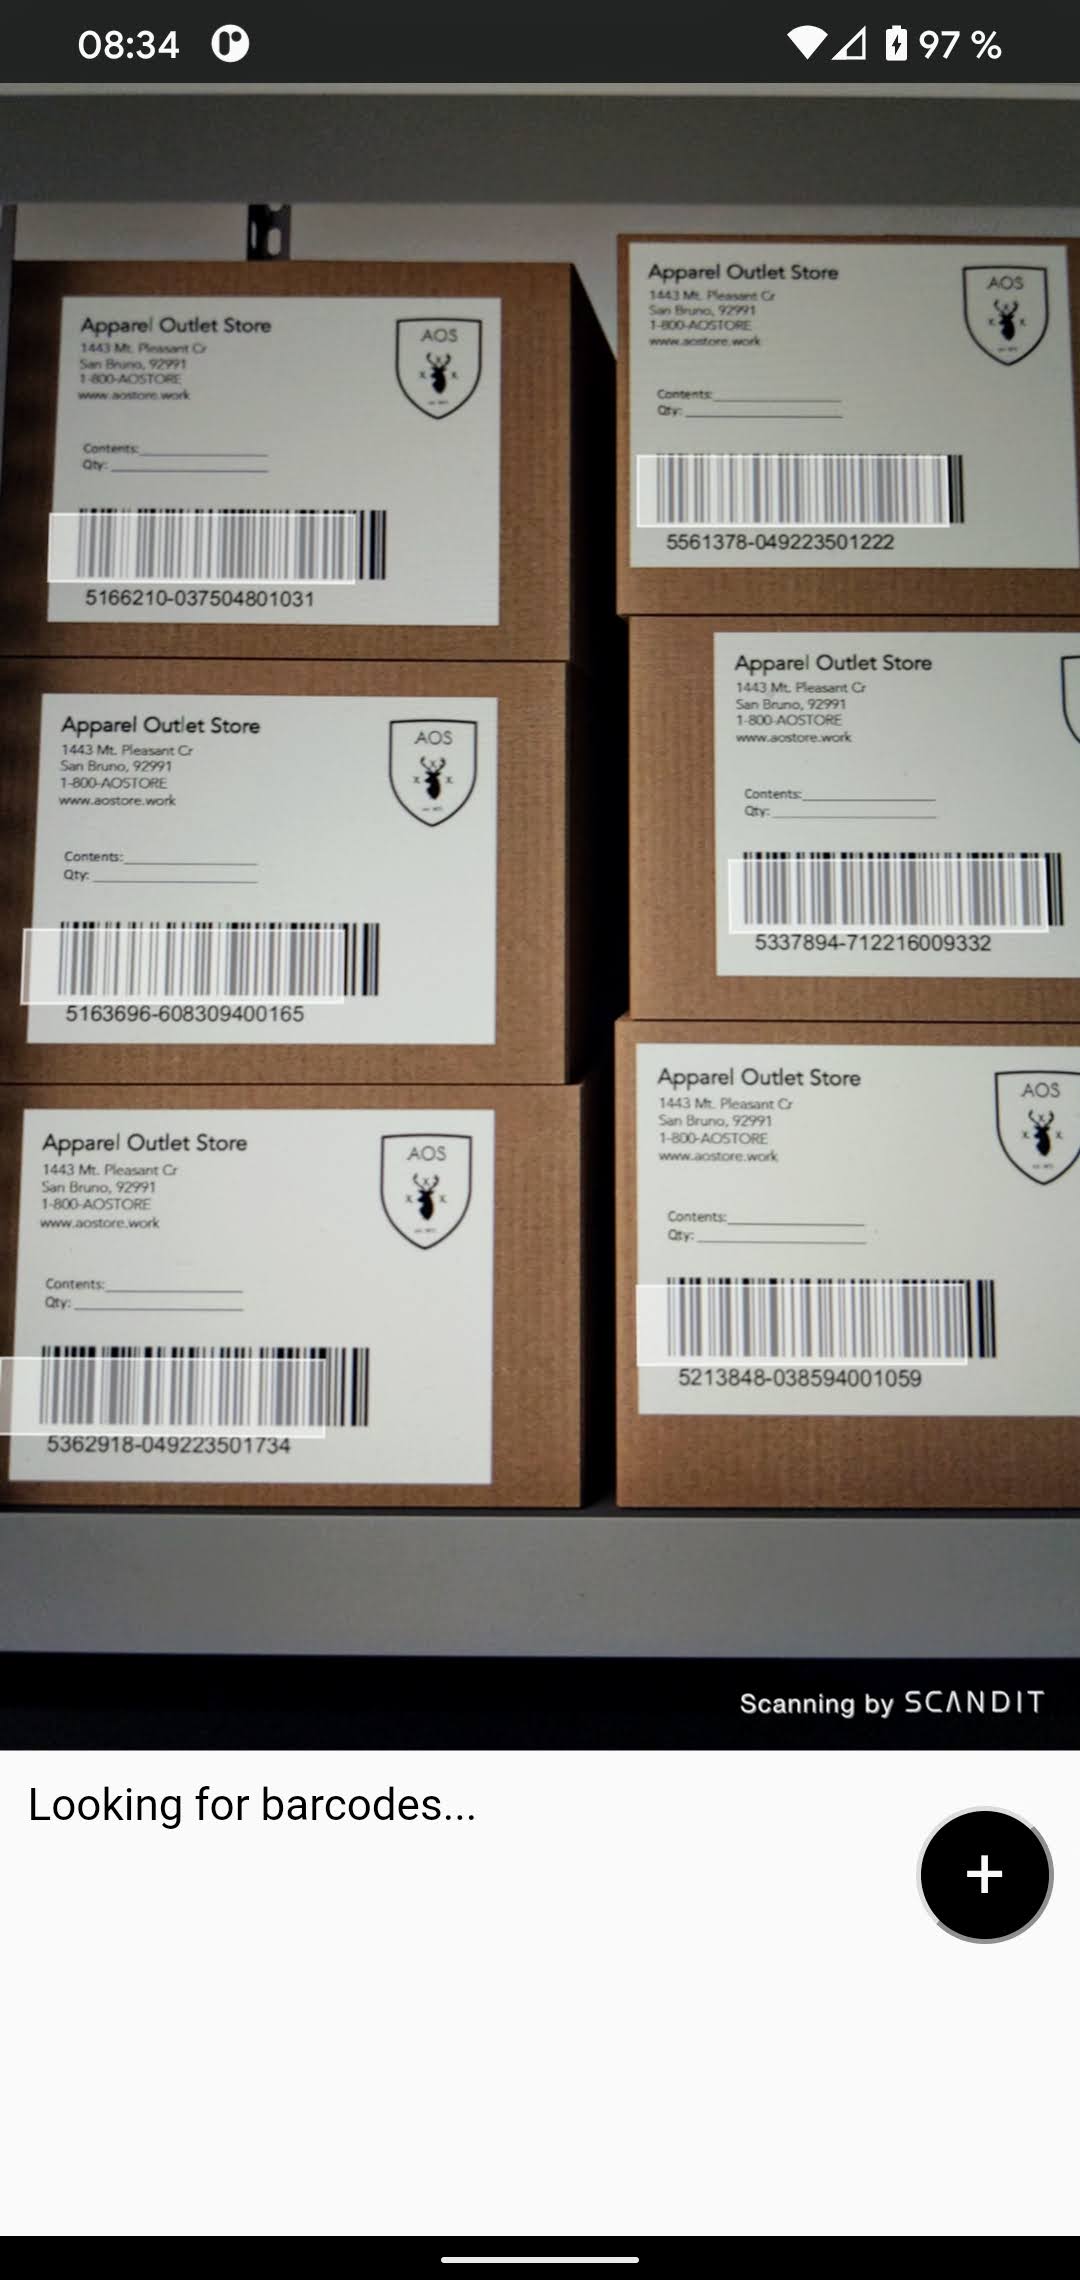 08:34
97 %
Apparel Outlet Store
1443 Mt. Pleasant Cr
San Bruno, 92991
1-800-AOSTORE
www.aostore.work
AOS
Contents:
Qty:
5166210-037504801031
Apparel Outlet Store
1443 Mt. Pleasant Cr
San Bruno, 92991
1-800-AOSTORE
www.aostore.work
AOS
Contents:
Qty:
5561378-049223501222
Apparel Outlet Store
1443 Mt. Pleasant Cr
San Bruno, 92991
1-800-AOSTORE
www.aostore.work
AOS
Contents:
Qty:
5163696-608309400165
Apparel Outlet Store
1443 Mt. Pleasant Cr
San Bruno, 92991
1-800-AOSTORE
www.aostore.work
Contents:
Qty:
5337894-712216009332
Apparel Outlet Store
1443 Mt. Pleasant Cr
San Bruno, 92991
1-800-AOSTORE
www.aostore.work
AOS
Contents:
Qty:
5362918-049223501734
Apparel Outlet Store
1443 Mt. Pleasant Cr
San Bruno, 92991
1-800-AOSTORE
www.aostore.work
AOS
Contents:
Qty:
5213848-038594001059
Scanning by SCANDIT
Looking for barcodes...
+